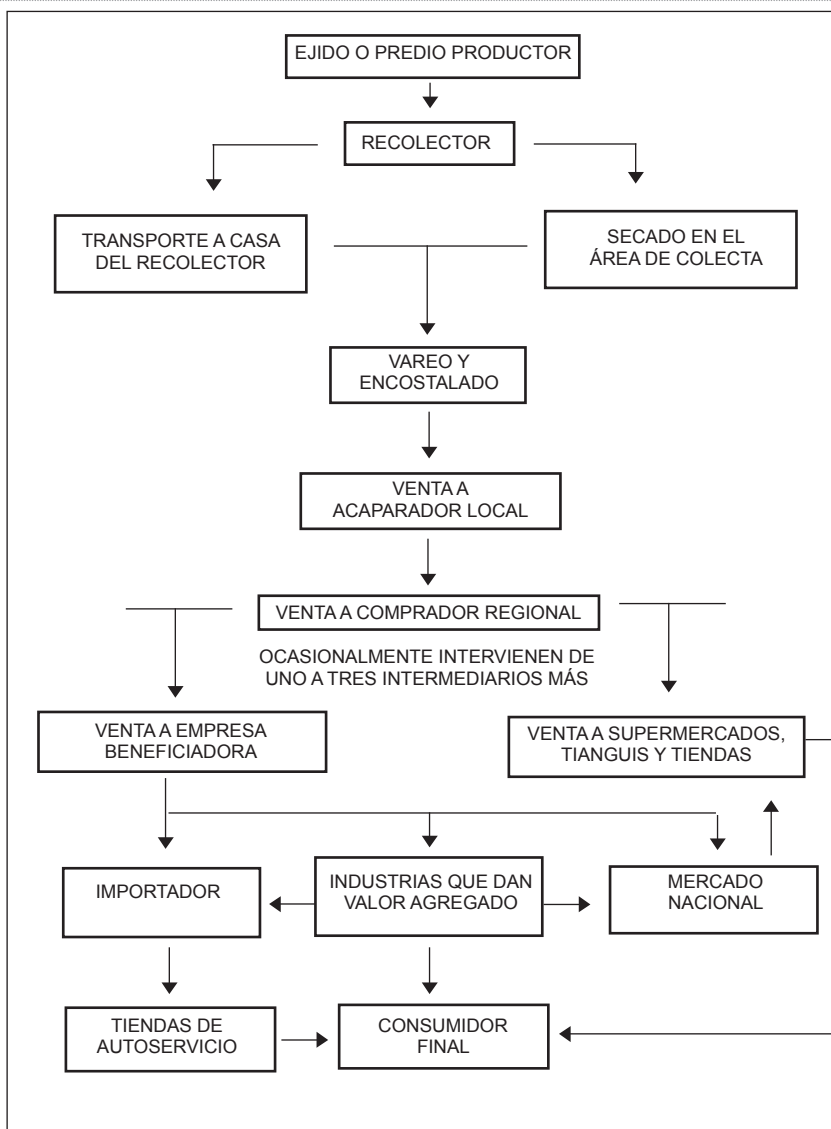 EJIDO O PREDIO PRODUCTOR
RECOLECTOR
TRANSPORTE A CASA
DEL RECOLECTOR
SECADO EN EL
ÁREA DE COLECTA
VAREO Y
ENCOSTALADO
VENTA A
ACAPARADOR LOCAL
VENTA A COMPRADOR REGIONAL
OCASIONALMENTE INTERVIENEN DE
UNO A TRES INTERMEDIARIOS MÁS
VENTA A EMPRESA
BENEFICIADORA
VENTA A SUPERMERCADOS,
TIANGUIS Y TIENDAS
IMPORTADOR
INDUSTRIAS QUE DAN
VALOR AGREGADO
MERCADO
NACIONAL
TIENDAS DE
AUTOSERVICIO
CONSUMIDOR
FINAL